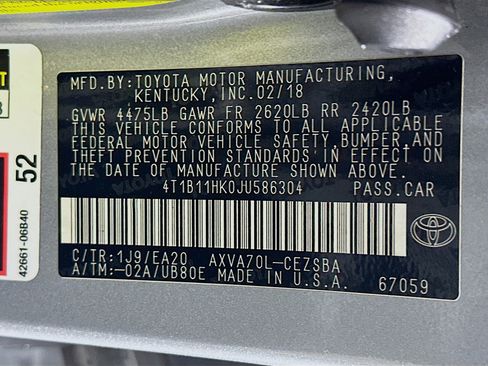 MFD.BY:TOYOTA MOTOR MANUFACTURING,
KENTUCKY,INC.02/18
GVWR 4475LB GAWR FR 2620LB RR 2420LB
THIS VEHICLE CONFORMS TO ALL APPLICABLE
FEDERAL MOTOR VEHICLE SAFETY,BUMPER,AND
THEFT PREVENTION STANDARDS IN EFFECT ON
THE DATE OF MANUFACTURE SHOWN ABOVE.
4T1B11HK0JU586304 PASS.CAR
C/TR:1J9/EA20 AXVA70L-CEZSBA
A/TM:-02A/UB80E MADE IN U.S.A. 67059
TOYOTA
52
42661-06B40